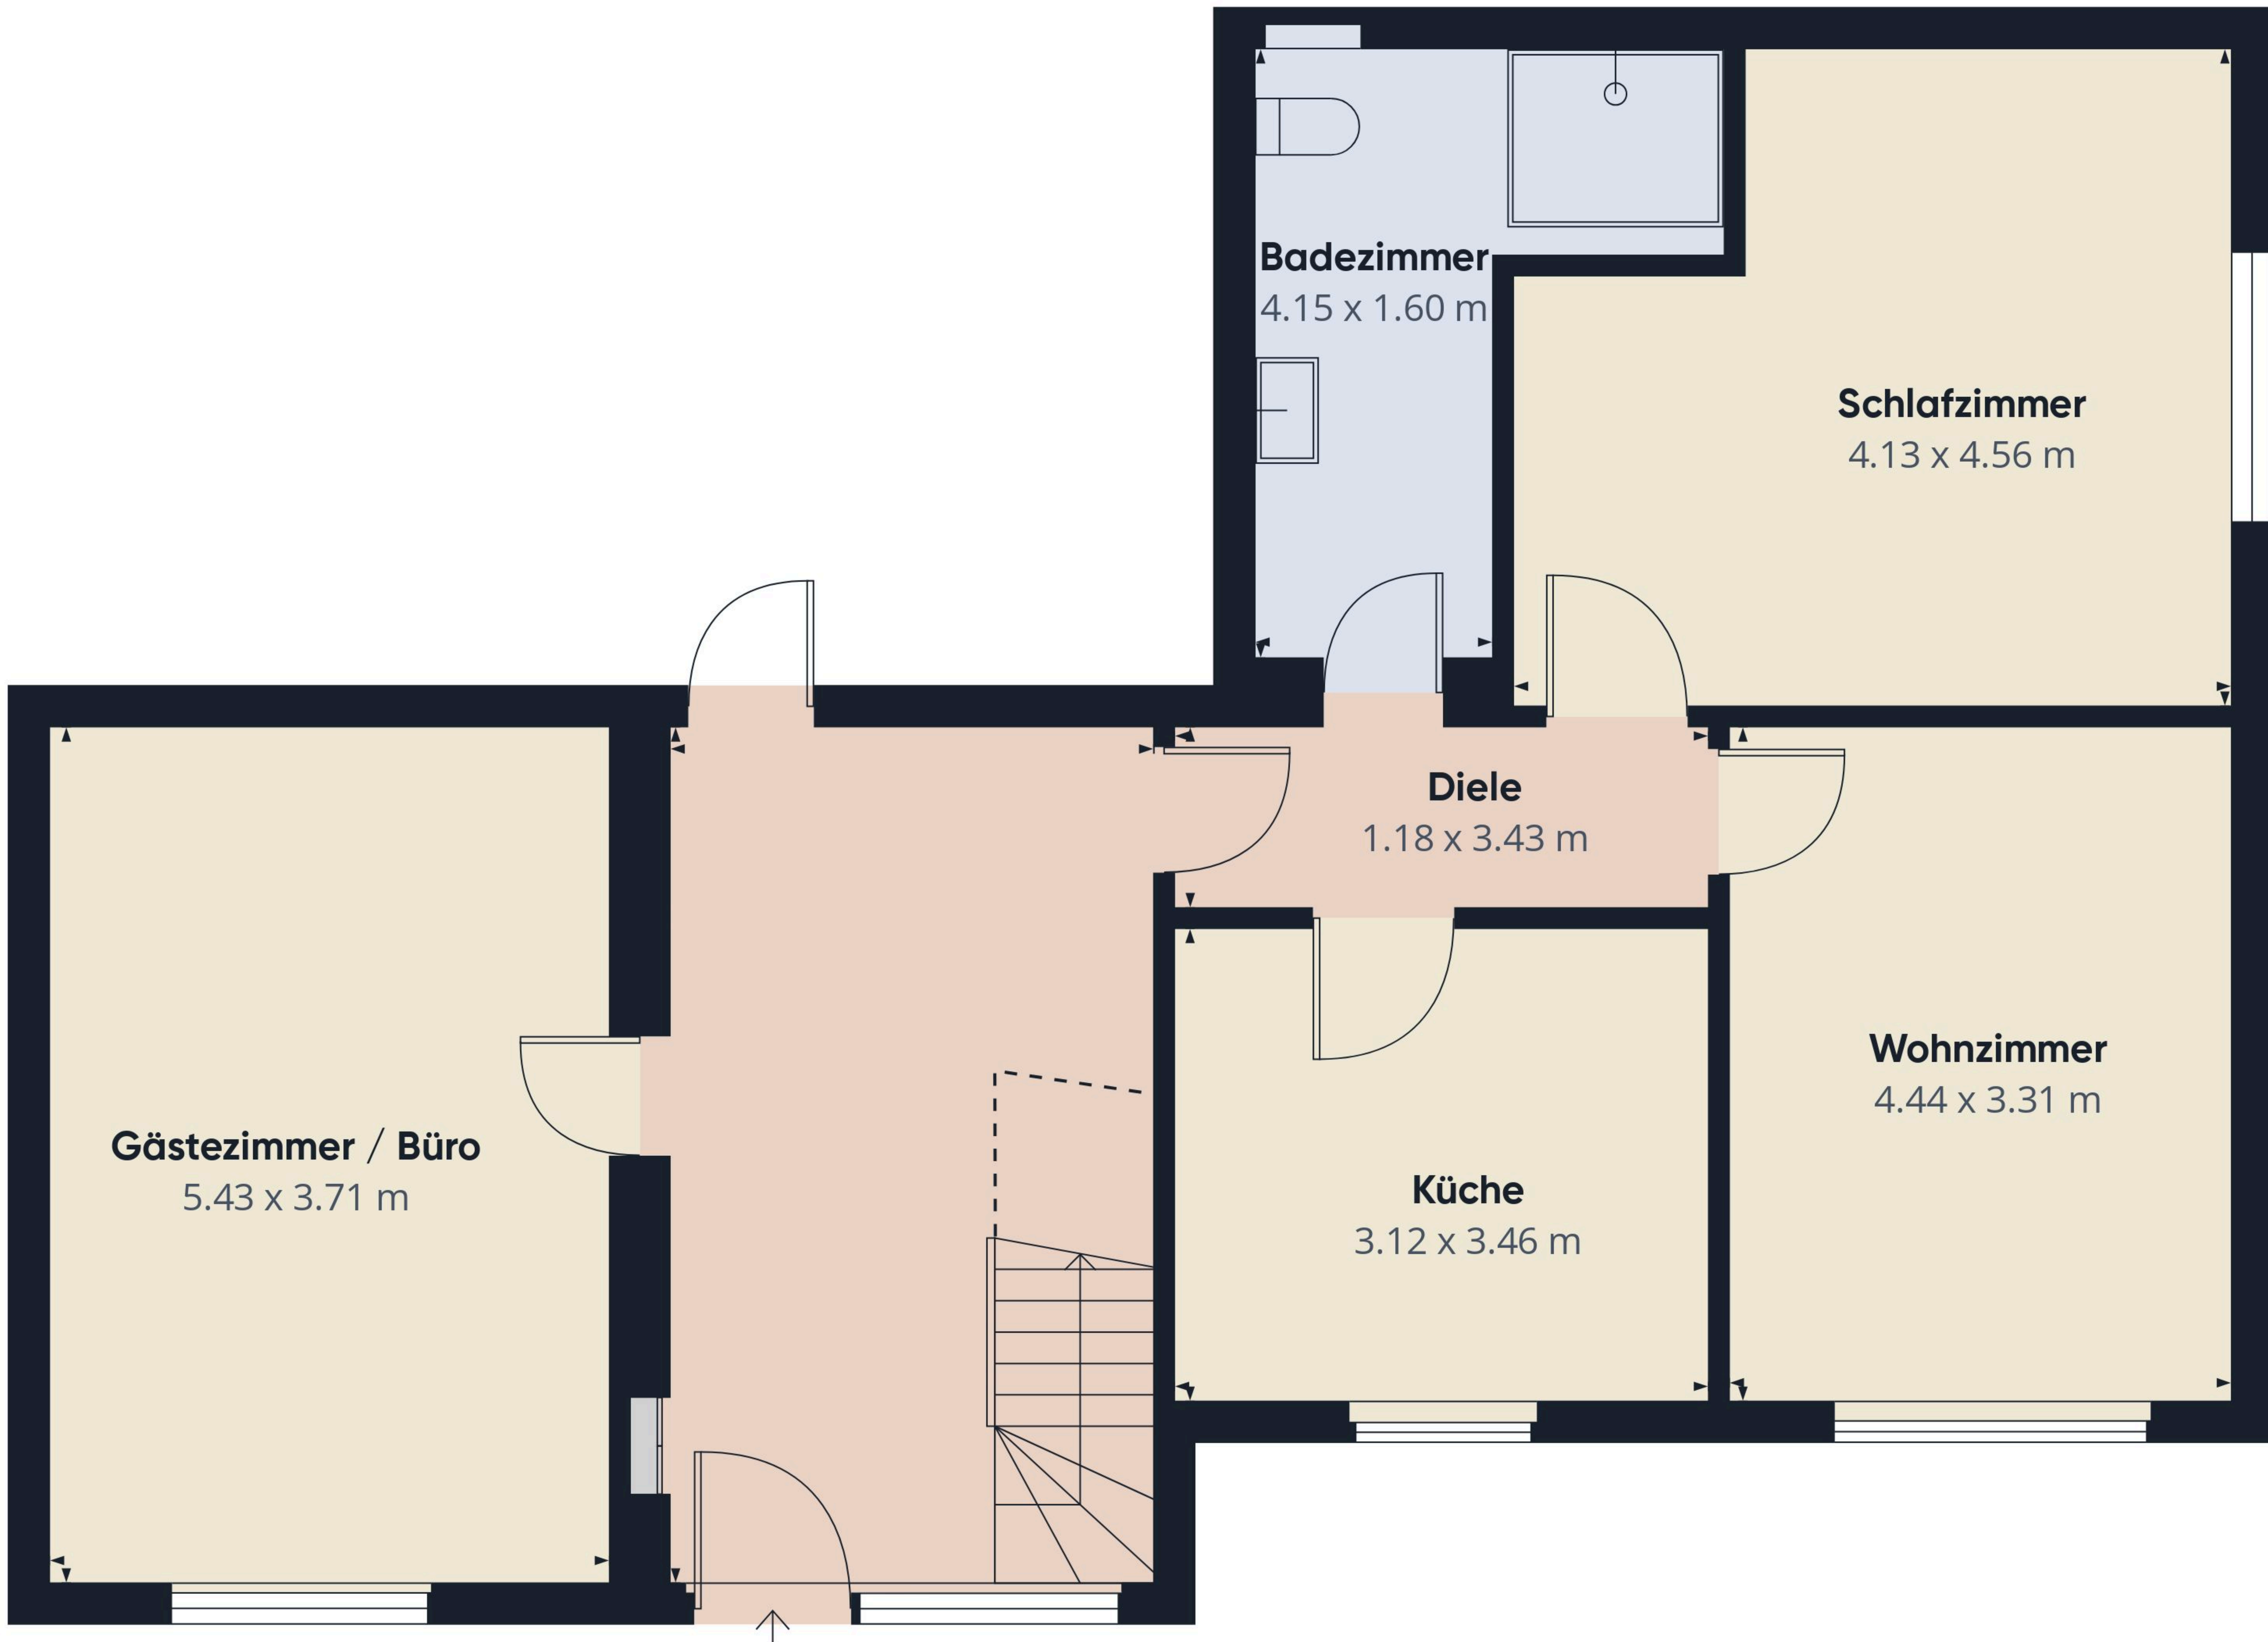 Badezimmer
4.15 x 1.60 m
Schlafzimmer
4.13 x 4.56 m
Diele
1.18 x 3.43 m
Wohnzimmer
4.44 x 3.31 m
Gästezimmer / Büro
5.43 x 3.71 m
Küche
3.12 x 3.46 m